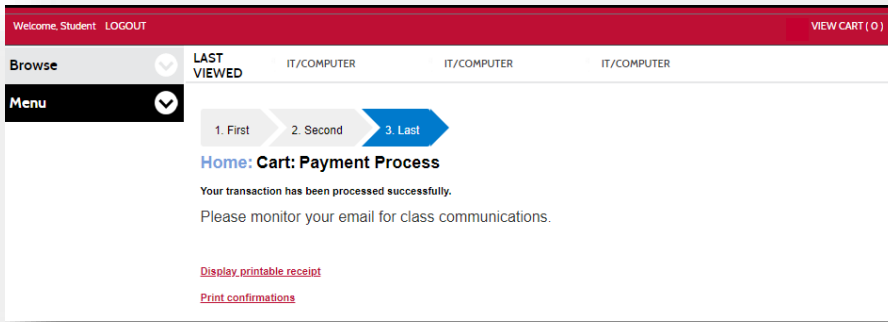 Welcome, Student LOGOUT
VIEW CART ( 0 )
Browse
Menu
LAST VIEWED
IT/COMPUTER
IT/COMPUTER
IT/COMPUTER
1. First
2. Second
3. Last
Home: Cart: Payment Process
Your transaction has been processed successfully.
Please monitor your email for class communications.
Display printable receipt
Print confirmations